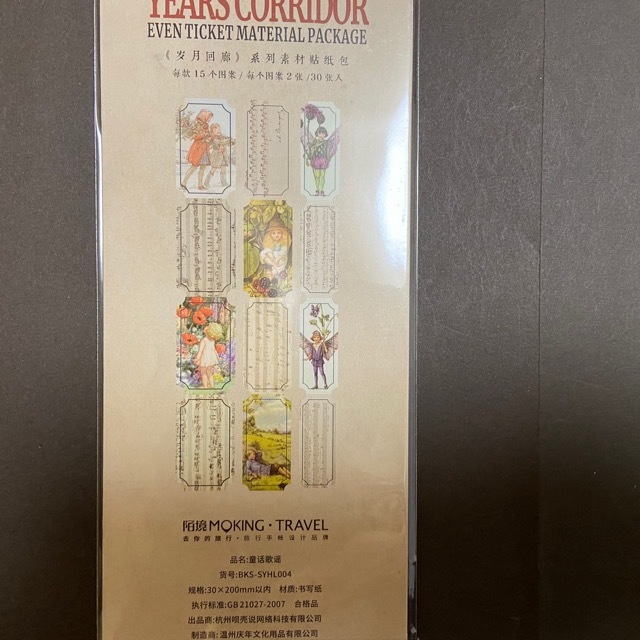 YEARS CORRIDOR
EVEN TICKET MATERIAL PACKAGE
《岁月回廊》系列素材贴纸包
每款15个图案/每个图案2张/30张入
陌境MOKING·TRAVEL
去你的旅行·旅行手帐设计品牌
品名:童话歌谣
货号:BKS-SYHL004
规格:30×200mm以内 材质:书写纸
执行标准:GB 21027-2007 合格品
出品商:杭州呗壳说网络科技有限公司
制造商:温州庆年文化用品有限公司